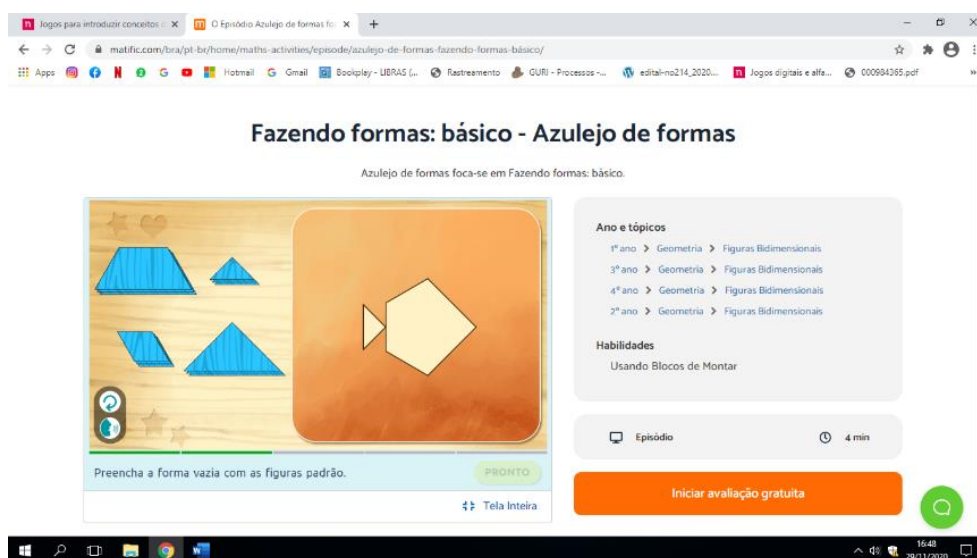 Jogos para introduzir conceitos
O Episódio Azulejo de formas fo
matific.com/bra/pt-br/home/maths-activities/episode/azulejo-de-formas-fazendo-formas-básico/
Apps Hotmail Gmail Bookplay - LIBRAS (... Rastreamento GURI - Processos -... edital-no214_2020.... Jogos digitais e alfa... 000984365.pdf
Fazendo formas: básico - Azulejo de formas
Azulejo de formas foca-se em Fazendo formas: básico.
Ano e tópicos
1º ano > Geometria > Figuras Bidimensionais
3º ano > Geometria > Figuras Bidimensionais
4º ano > Geometria > Figuras Bidimensionais
2º ano > Geometria > Figuras Bidimensionais
Habilidades
Usando Blocos de Montar
Episódio 4 min
Preencha a forma vazia com as figuras padrão. PRONTO
Tela Inteira
Iniciar avaliação gratuita
16:48
29/11/2020